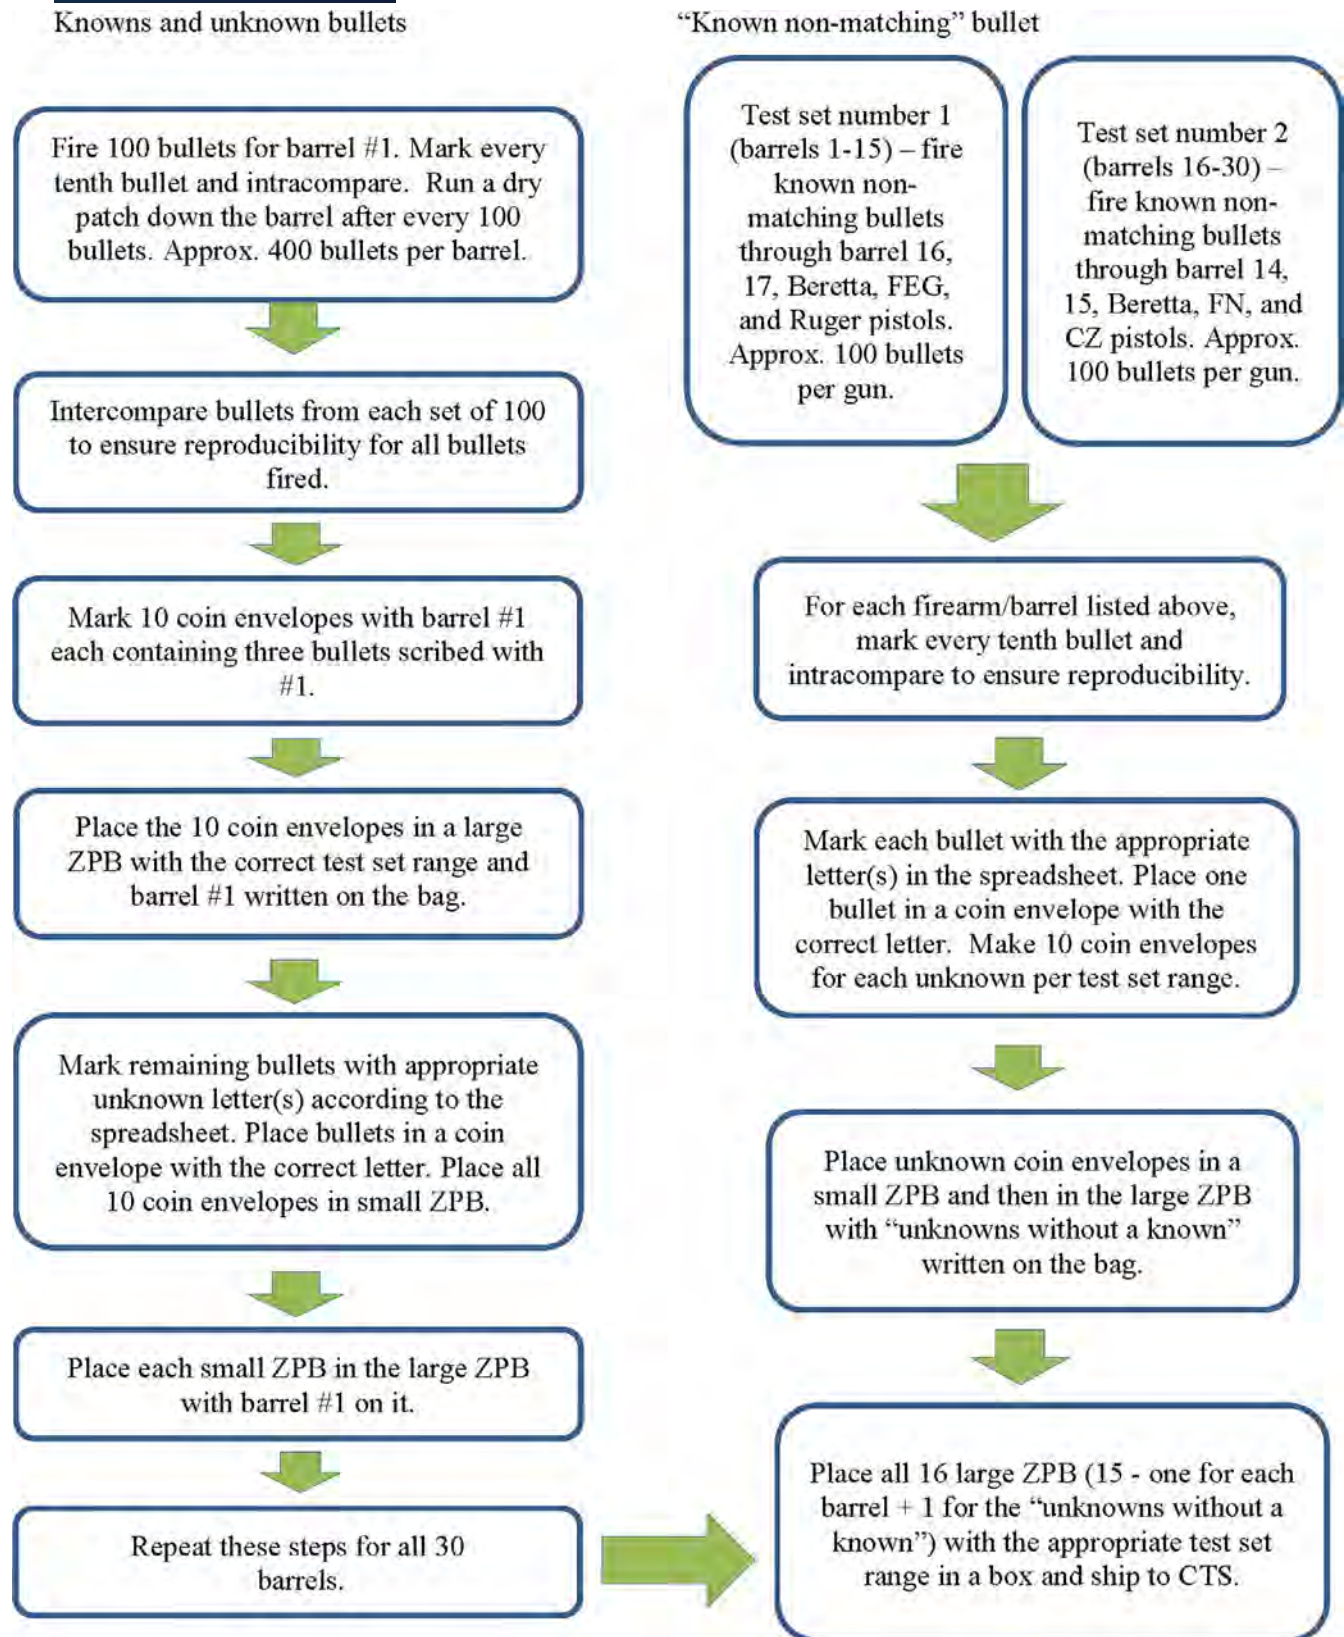 Knowns and unknown bullets
Fire 100 bullets for barrel #1. Mark every
tenth bullet and intracompare. Run a dry
patch down the barrel after every 100
bullets. Approx. 400 bullets per barrel.
Intercompare bullets from each set of 100
to ensure reproducibility for all bullets
fired.
Mark 10 coin envelopes with barrel #1
each containing three bullets scribed with
#1.
Place the 10 coin envelopes in a large
ZPB with the correct test set range and
barrel #1 written on the bag.
Mark remaining bullets with appropriate
unknown letter(s) according to the
spreadsheet. Place bullets in a coin
envelope with the correct letter. Place all
10 coin envelopes in small ZPB.
Place each small ZPB in the large ZPB
with barrel #1 on it.
Repeat these steps for all 30
barrels.
“Known non-matching” bullet
Test set number 1
(barrels 1-15) – fire
known non-
matching bullets
through barrel 16,
17, Beretta, FEG,
and Ruger pistols.
Approx. 100 bullets
per gun.
Test set number 2
(barrels 16-30) –
fire known non-
matching bullets
through barrel 14,
15, Beretta, FN, and
CZ pistols. Approx.
100 bullets per gun.
For each firearm/barrel listed above,
mark every tenth bullet and
intracompare to ensure reproducibility.
Mark each bullet with the appropriate
letter(s) in the spreadsheet. Place one
bullet in a coin envelope with the
correct letter. Make 10 coin envelopes
for each unknown per test set range.
Place unknown coin envelopes in a
small ZPB and then in the large ZPB
with “unknowns without a known”
written on the bag.
Place all 16 large ZPB (15 - one for each
barrel + 1 for the “unknowns without a
known”) with the appropriate test set
range in a box and ship to CTS.